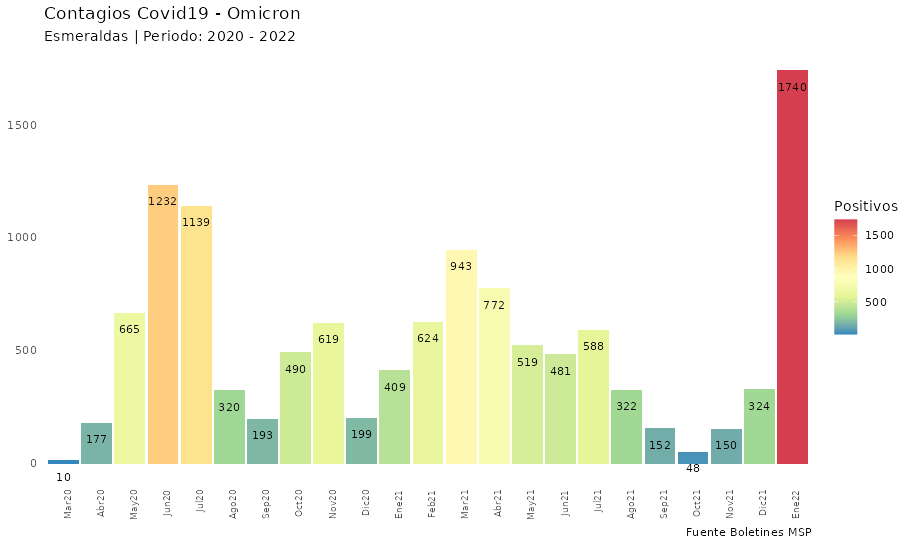 Contagios Covid19 - Omicron
Esmeraldas | Periodo: 2020 - 2022
1500
1000
500
0
10
177
665
1232
1139
320
193
490
619
199
409
624
943
772
519
481
588
322
152
48
150
324
1740
Mar20
Abr20
May20
Jun20
Jul20
Ago20
Sep20
Oct20
Nov20
Dic20
Ene21
Feb21
Mar21
Abr21
May21
Jun21
Jul21
Ago21
Sep21
Oct21
Nov21
Dic21
Ene22
Positivos
1500
1000
500
Fuente Boletines MSP